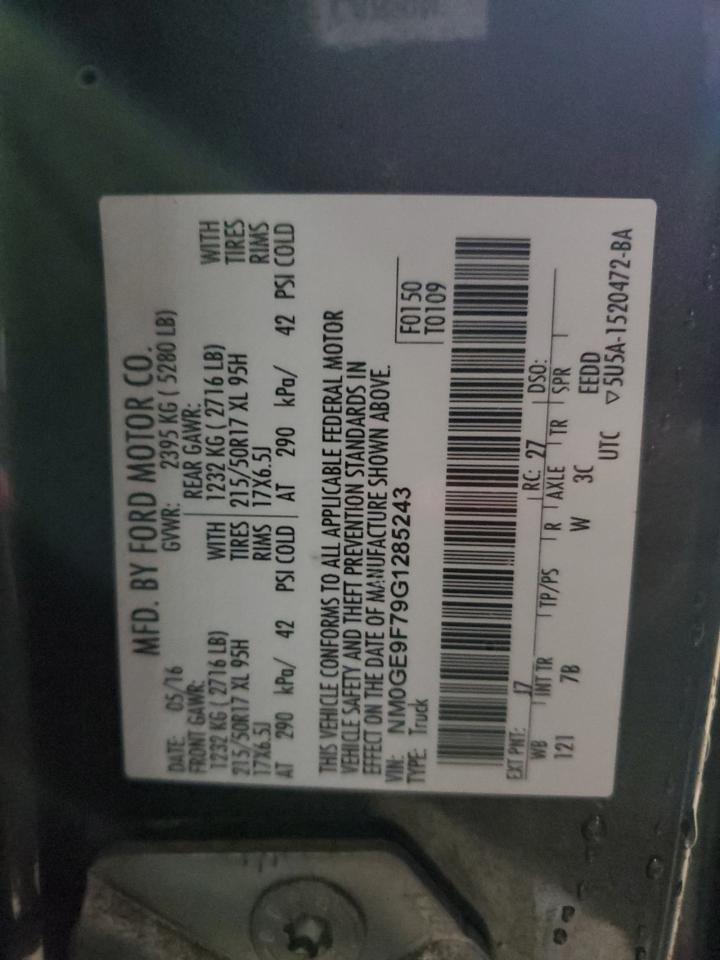 MFD. BY FORD MOTOR CO.
DATE: 05/16 GVWR: 2395 KG ( 5280 LB)
FRONT GAWR: REAR GAWR:
1232 KG ( 2716 LB) WITH 1232 KG ( 2716 LB) WITH
215/50R17 XL 95H TIRES 215/50R17 XL 95H TIRES
17X6.5J RIMS 17X6.5J RIMS
AT 290 kPa/ 42 PSI COLD AT 290 kPa/ 42 PSI COLD
THIS VEHICLE CONFORMS TO ALL APPLICABLE FEDERAL MOTOR
VEHICLE SAFETY AND THEFT PREVENTION STANDARDS IN
EFFECT ON THE DATE OF MANUFACTURE SHOWN ABOVE.
VIN: NM0GE9F79G1285243 F0150
TYPE: Truck T0109
EXT PNT: J7 RC: 27 DSO:
WB INT TR TP/PS R AXLE TR SPR
121 7B W 3C EEDD
UTC ▽5U5A-1520472-BA